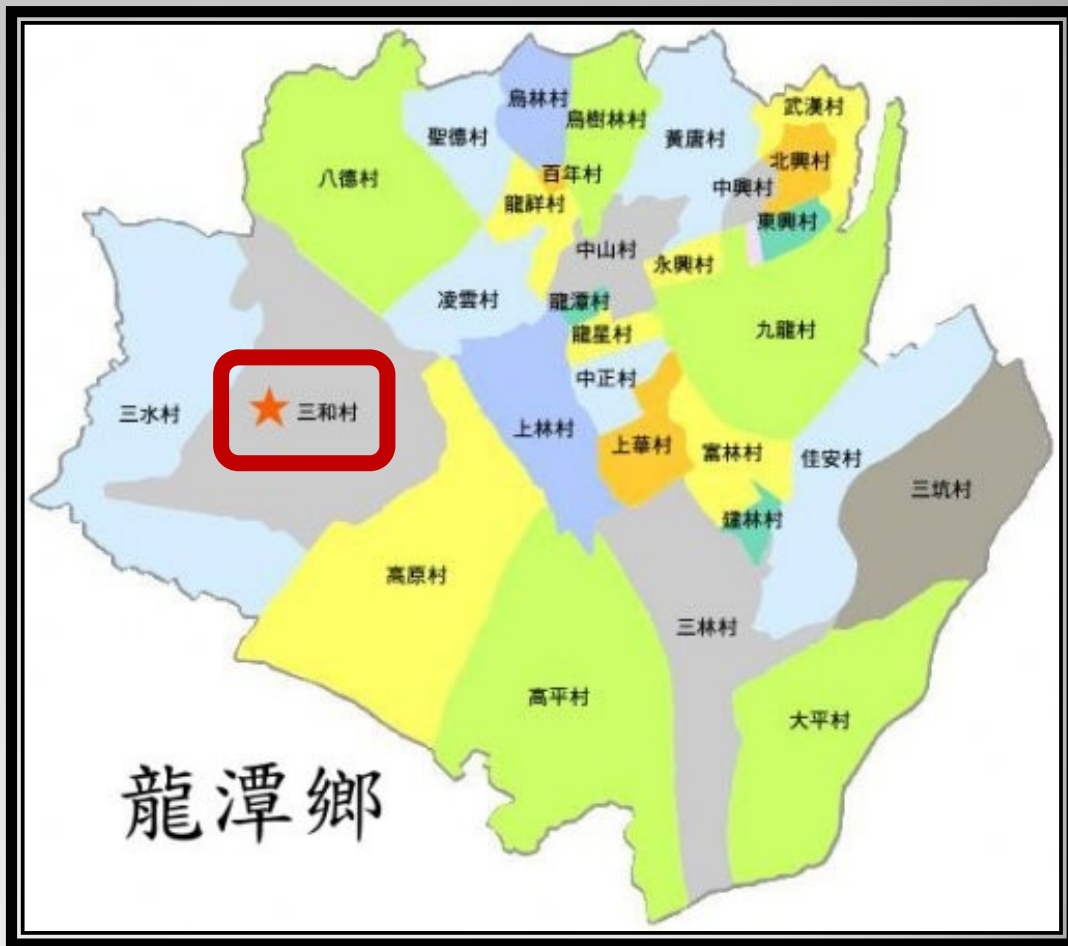 烏林村
武漢村
烏樹林村
聖德村
黃唐村
北興村
八德村
百年村
中興村
龍祥村
東興村
中山村
永興村
凌雲村
龍潭村
龍星村
九龍村
中正村
三水村
三和村
上林村
上華村
富林村
佳安村
三坑村
建林村
高原村
三林村
高平村
大平村
龍潭鄉